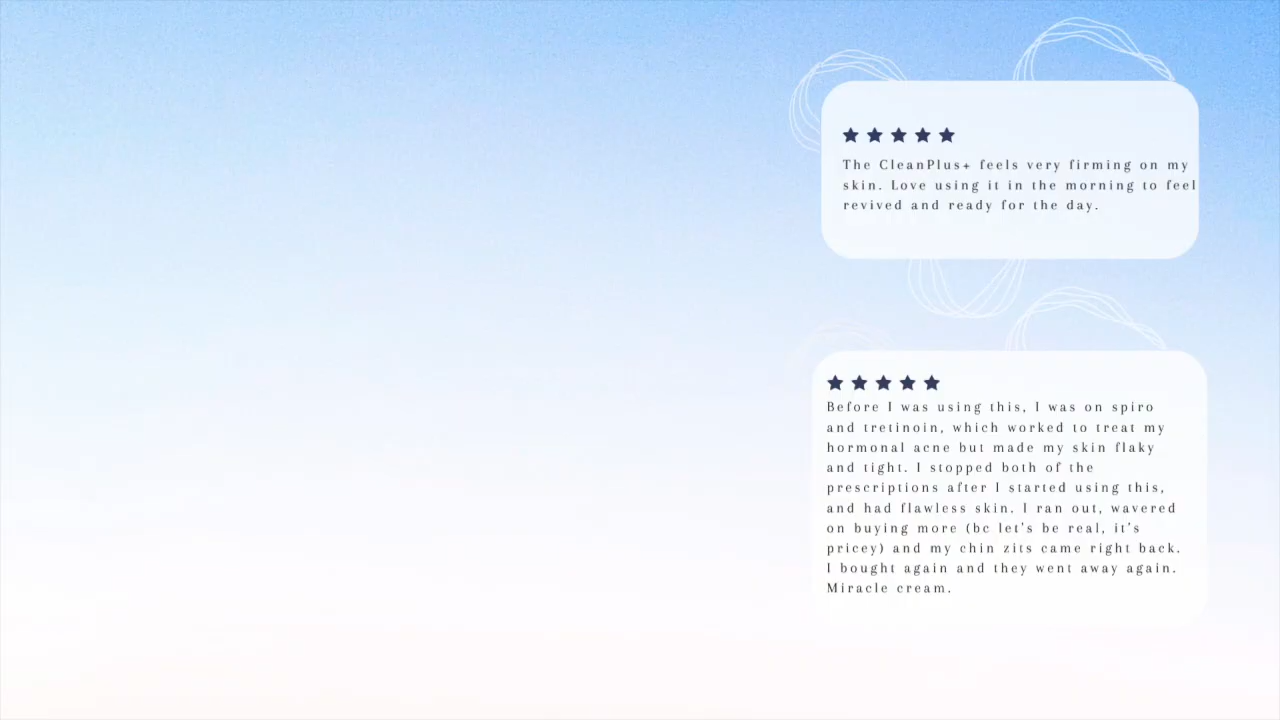 The CleanPlus+ feels very firming on my
skin. Love using it in the morning to feel
revived and ready for the day.
Before I was using this, I was on spiro
and tretinoin, which worked to treat my
hormonal acne but made my skin flaky
and tight. I stopped both of the
prescriptions after I started using this,
and had flawless skin. I ran out, wavered
on buying more (bc let's be real, it's
pricey) and my chin zits came right back.
I bought again and they went away again.
Miracle cream.